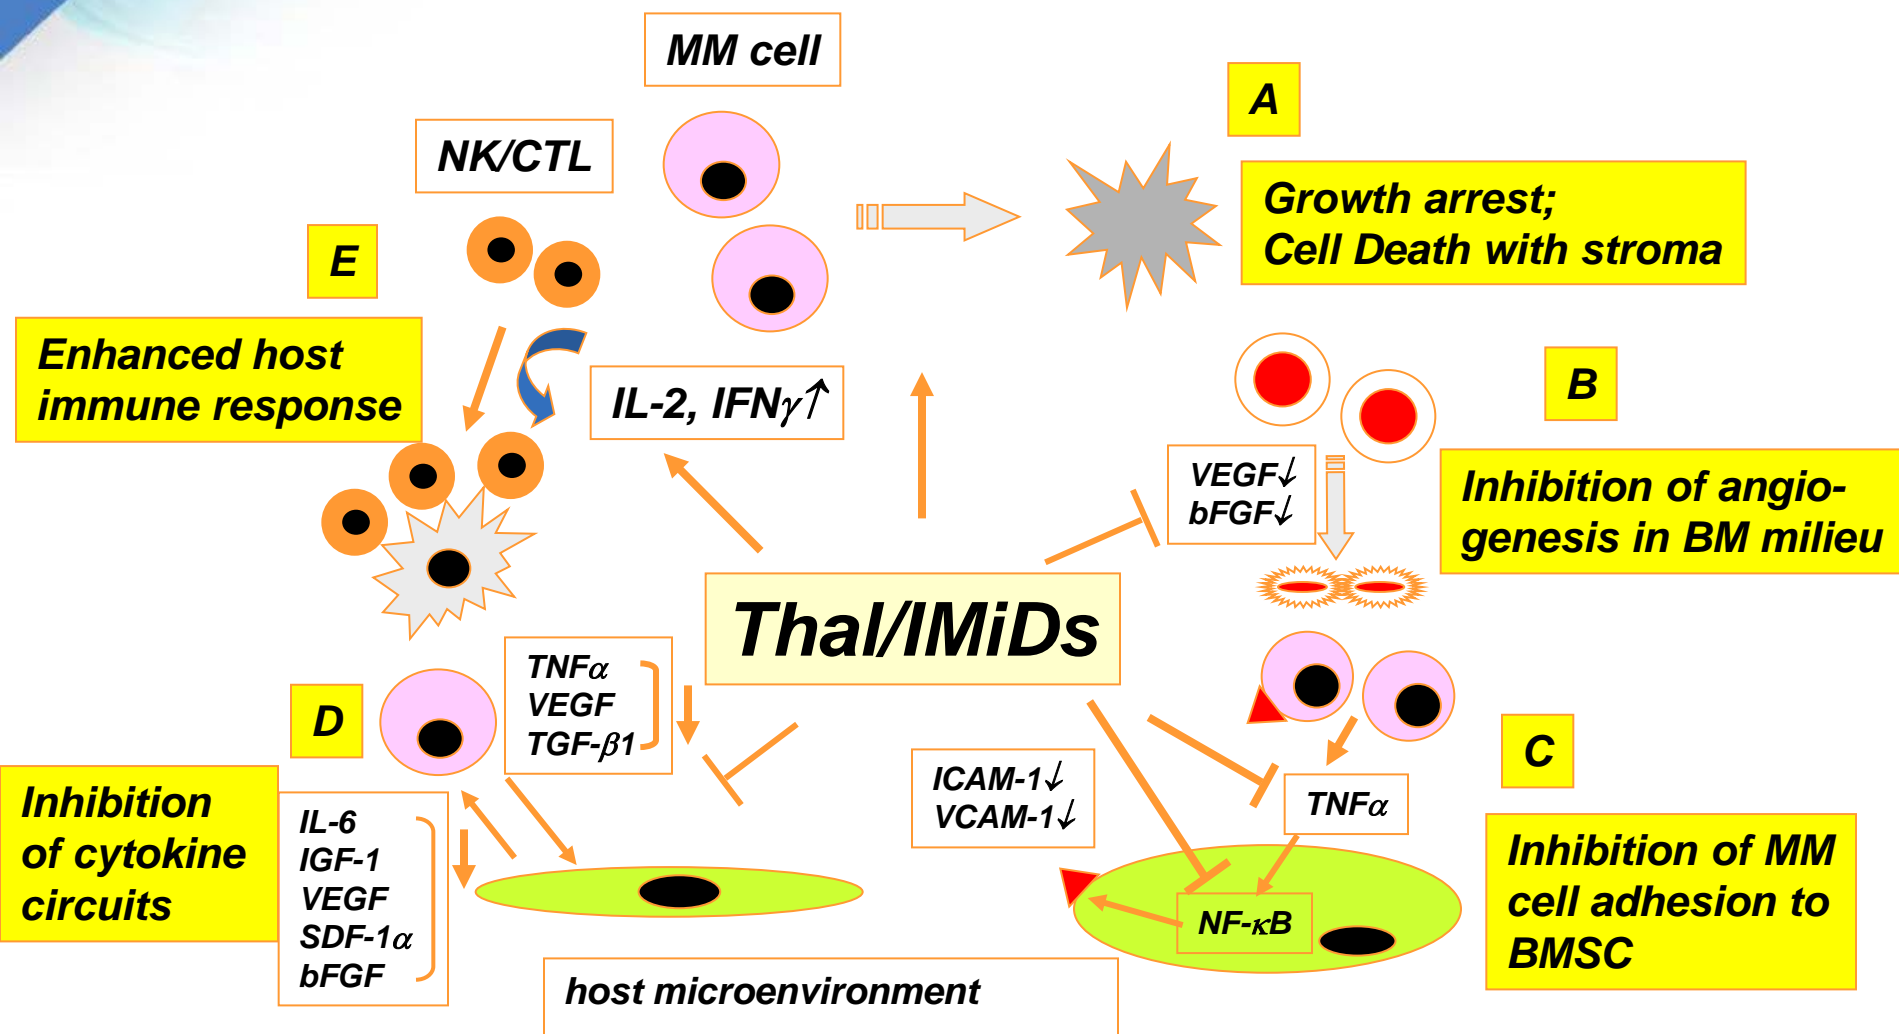 MM cell
NK/CTL
A
Growth arrest;
Cell Death with stroma
E
Enhanced host
immune response
IL-2, IFNγ↑
B
VEGF↓
bFGF↓
Inhibition of angio-
genesis in BM milieu
Thal/IMiDs
D
TNFα
VEGF
TGF-β1
Inhibition
of cytokine
circuits
IL-6
IGF-1
VEGF
SDF-1α
bFGF
ICAM-1↓
VCAM-1↓
TNFα
NF-κB
C
Inhibition of MM
cell adhesion to
BMSC
host microenvironment